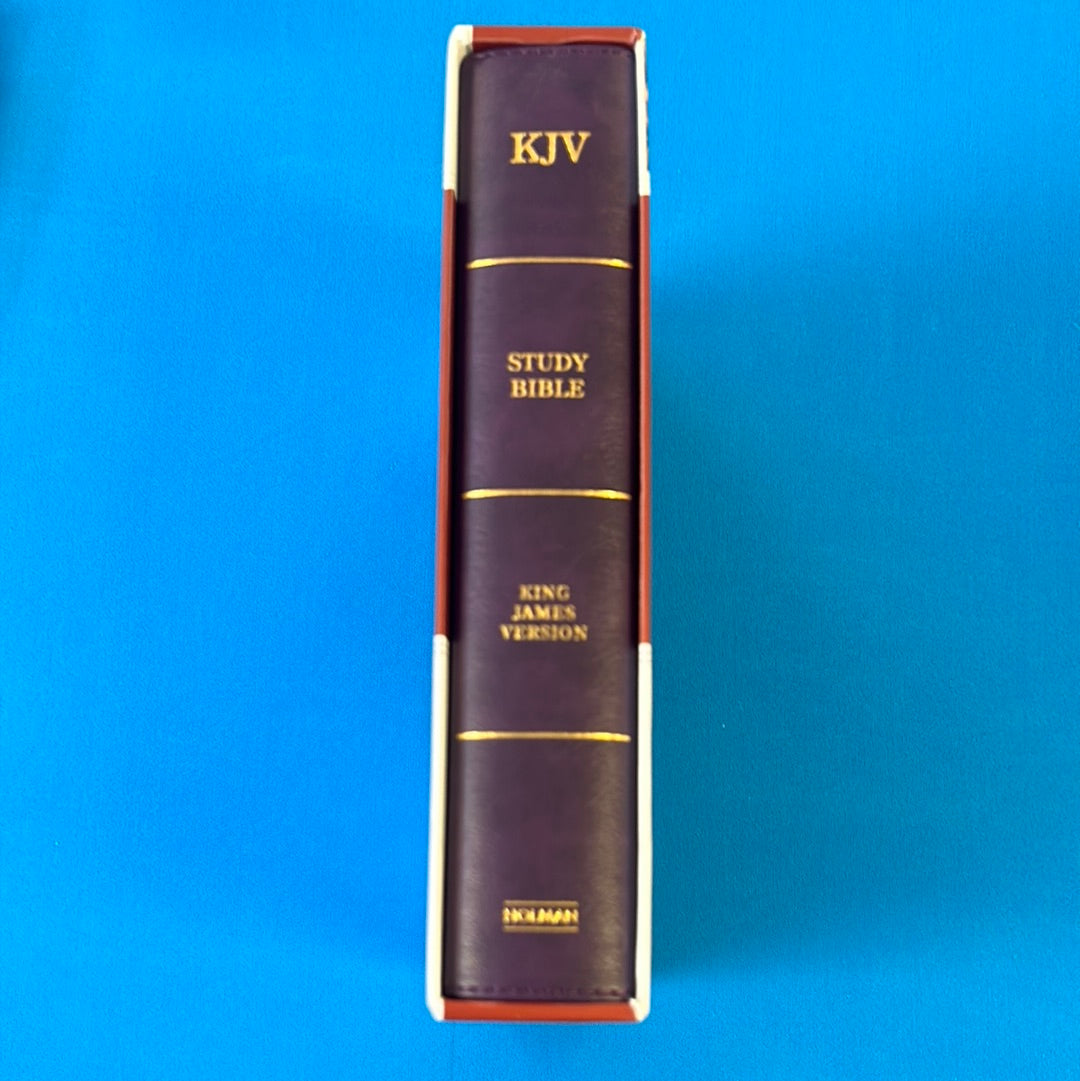 KJV
STUDY
BIBLE
KING
JAMES
VERSION
HOLMAN